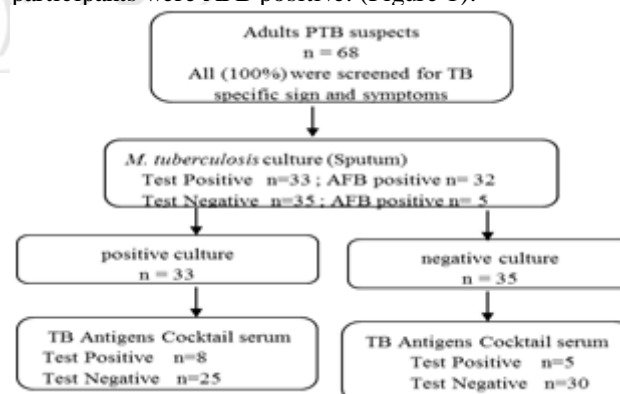 participants were AFB positive. (Figure 1).
Adults PTB suspects
n = 68
All (100%) were screened for TB
specific sign and symptoms
M. tuberculosis culture (Sputum)
Test Positive n=33 ; AFB positive n= 32
Test Negative n=35 ; AFB positive n= 5
positive culture
n = 33
negative culture
n = 35
TB Antigens Cocktail serum
Test Positive n=8
Test Negative n=25
TB Antigens Cocktail serum
Test Positive n=5
Test Negative n=30